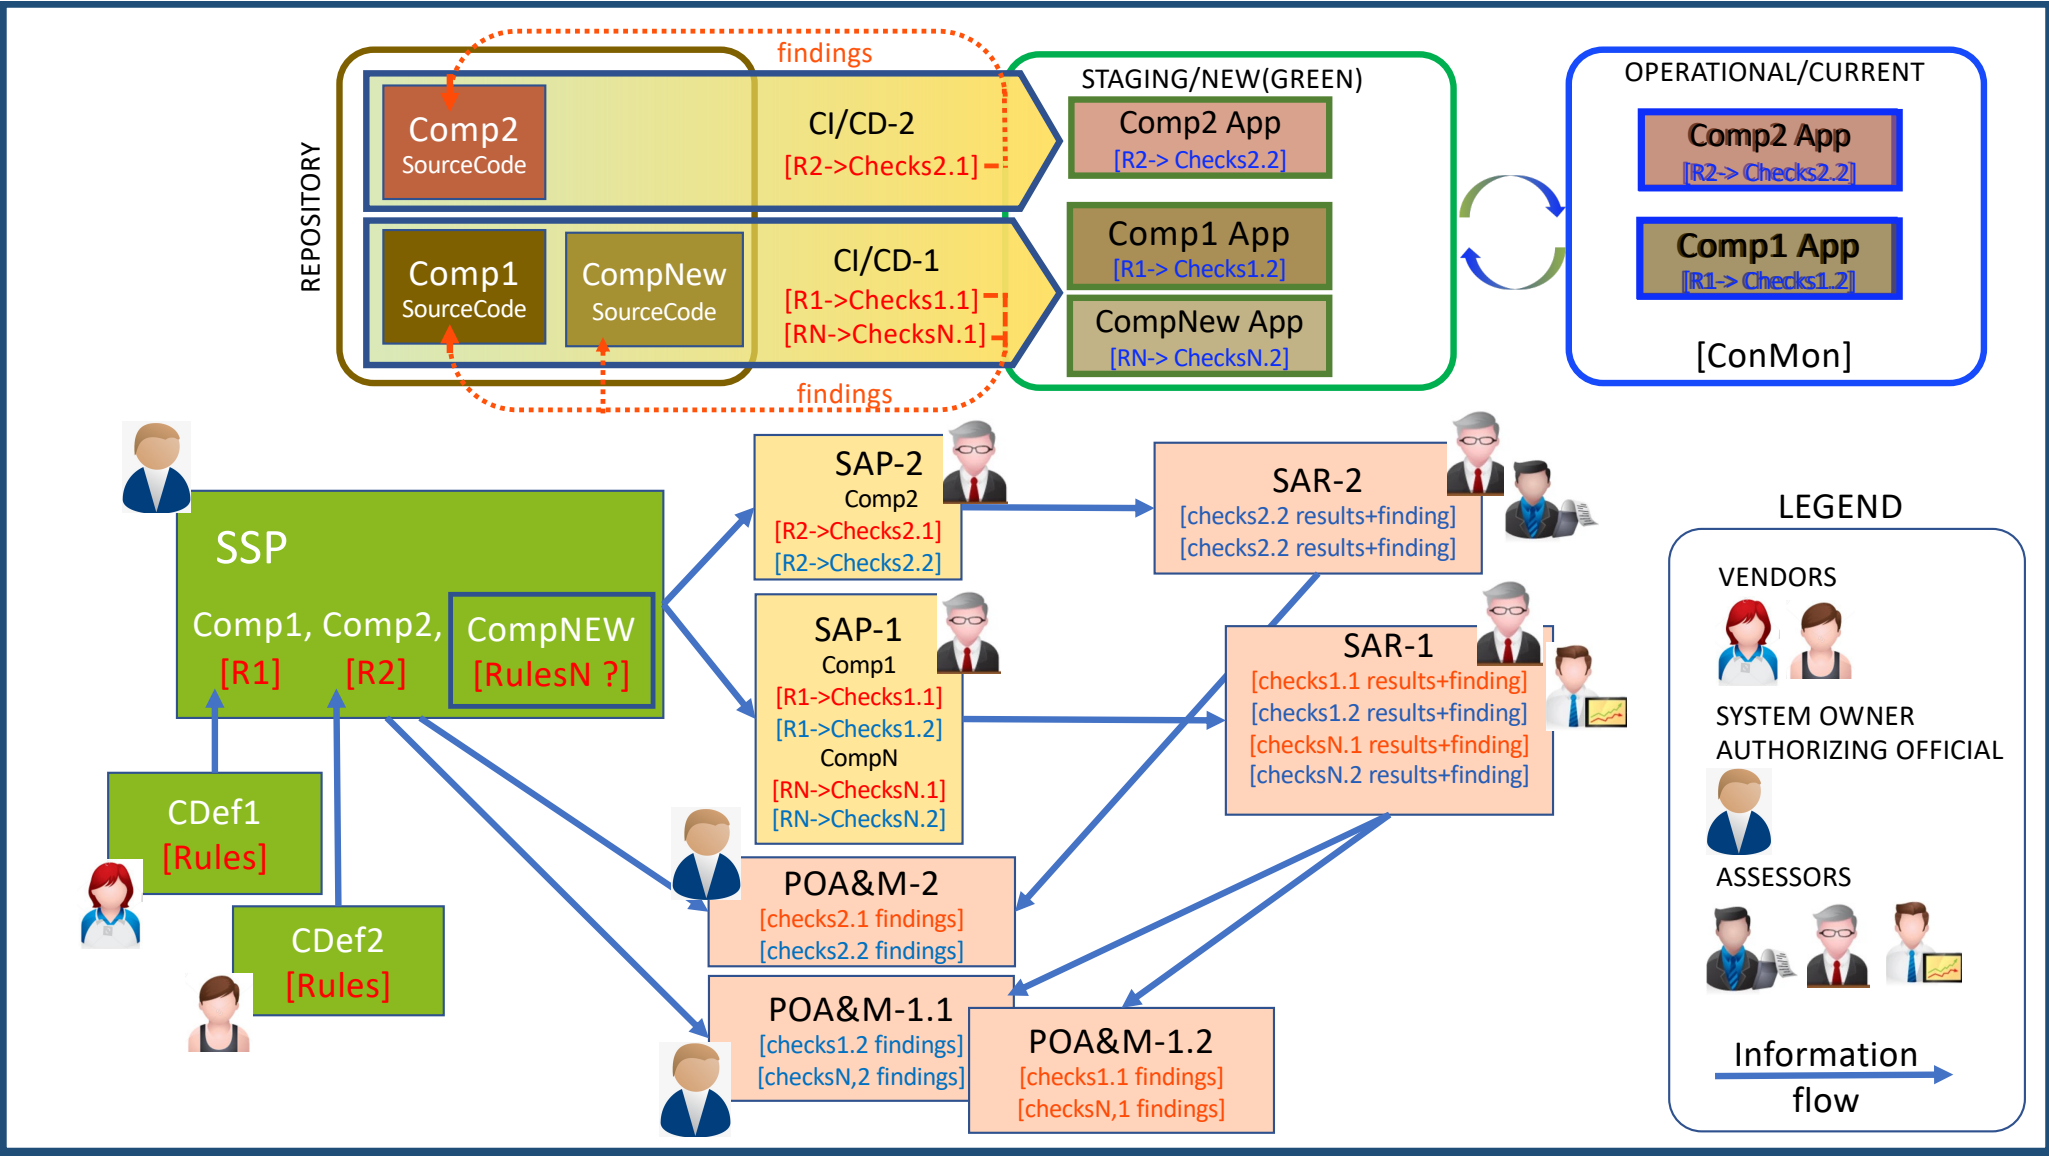 findings
REPOSITORY
Comp2
SourceCode
CI/CD-2
[R2->Checks2.1]
Comp1
SourceCode
CompNew
SourceCode
CI/CD-1
[R1->Checks1.1]
[RN->ChecksN.1]
findings
STAGING/NEW(GREEN)
Comp2 App
[R2-> Checks2.2]
Comp1 App
[R1-> Checks1.2]
CompNew App
[RN-> ChecksN.2]
OPERATIONAL/CURRENT
Comp2 App
[R2-> Checks2.2]
Comp1 App
[R1-> Checks1.2]
[ConMon]
SSP
Comp1, Comp2,
[R1] [R2]
CompNEW
[RulesN ?]
CDef1
[Rules]
CDef2
[Rules]
SAP-2
Comp2
[R2->Checks2.1]
[R2->Checks2.2]
SAP-1
Comp1
[R1->Checks1.1]
[R1->Checks1.2]
CompN
[RN->ChecksN.1]
[RN->ChecksN.2]
SAR-2
[checks2.2 results+finding]
[checks2.2 results+finding]
SAR-1
[checks1.1 results+finding]
[checks1.2 results+finding]
[checksN.1 results+finding]
[checksN.2 results+finding]
POA&M-2
[checks2.1 findings]
[checks2.2 findings]
POA&M-1.1
[checks1.2 findings]
[checksN,2 findings]
POA&M-1.2
[checks1.1 findings]
[checksN,1 findings]
LEGEND
VENDORS
SYSTEM OWNER
AUTHORIZING OFFICIAL
ASSESSORS
Information
flow